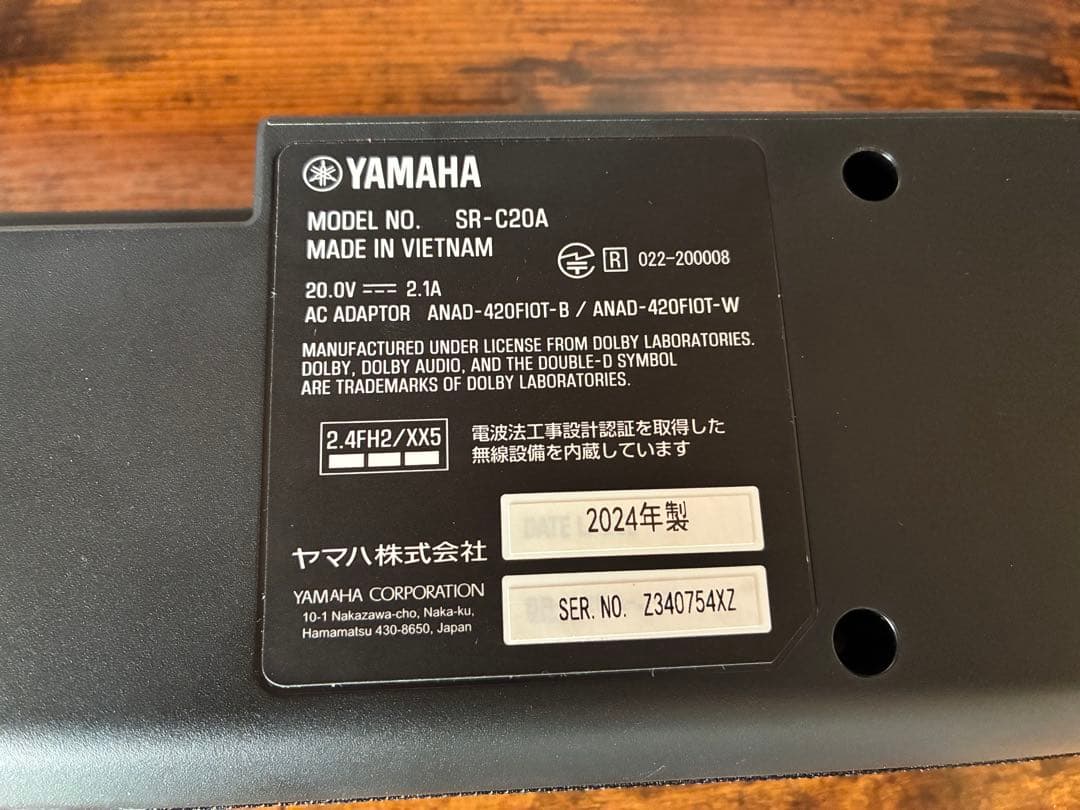 YAMAHA
MODEL NO. SR-C20A
MADE IN VIETNAM
R 022-200008
20.0V ⎓ 2.1A
AC ADAPTOR ANAD-420FIOT-B / ANAD-420FIOT-W
MANUFACTURED UNDER LICENSE FROM DOLBY LABORATORIES.
DOLBY, DOLBY AUDIO, AND THE DOUBLE-D SYMBOL
ARE TRADEMARKS OF DOLBY LABORATORIES.
2.4FH2/XX5
電波法工事設計認証を取得した
無線設備を内蔵しています
2024年製
ヤマハ株式会社
YAMAHA CORPORATION
10-1 Nakazawa-cho, Naka-ku,
Hamamatsu 430-8650, Japan
SER. NO. Z340754XZ